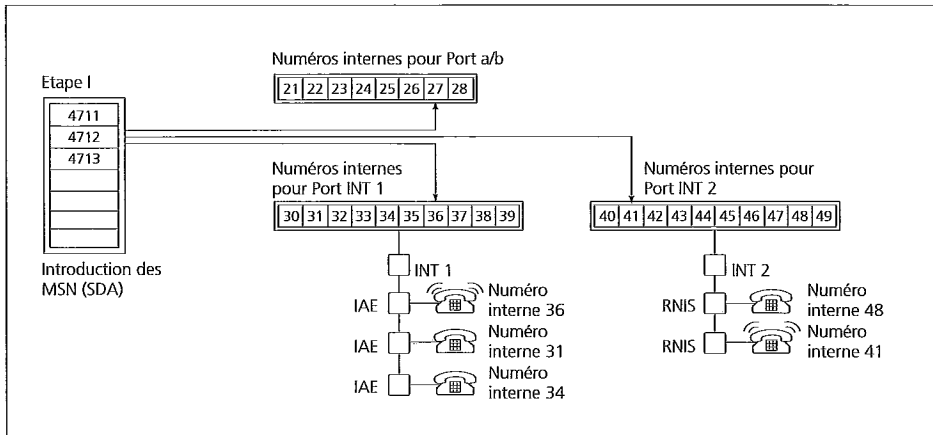 Numéros internes pour Port a/b
21 22 23 24 25 26 27 28
Etape I
4711
4712
4713
Introduction des
MSN (SDA)
Numéros internes
pour Port INT 1
30 31 32 33 34 35 36 37 38 39
INT 1
IAE
Numéro
interne 36
IAE
Numéro
interne 31
IAE
Numéro
interne 34
Numéros internes pour
Port INT 2
40 41 42 43 44 45 46 47 48 49
INT 2
RNIS
Numéro
interne 48
RNIS
Numéro
interne 41